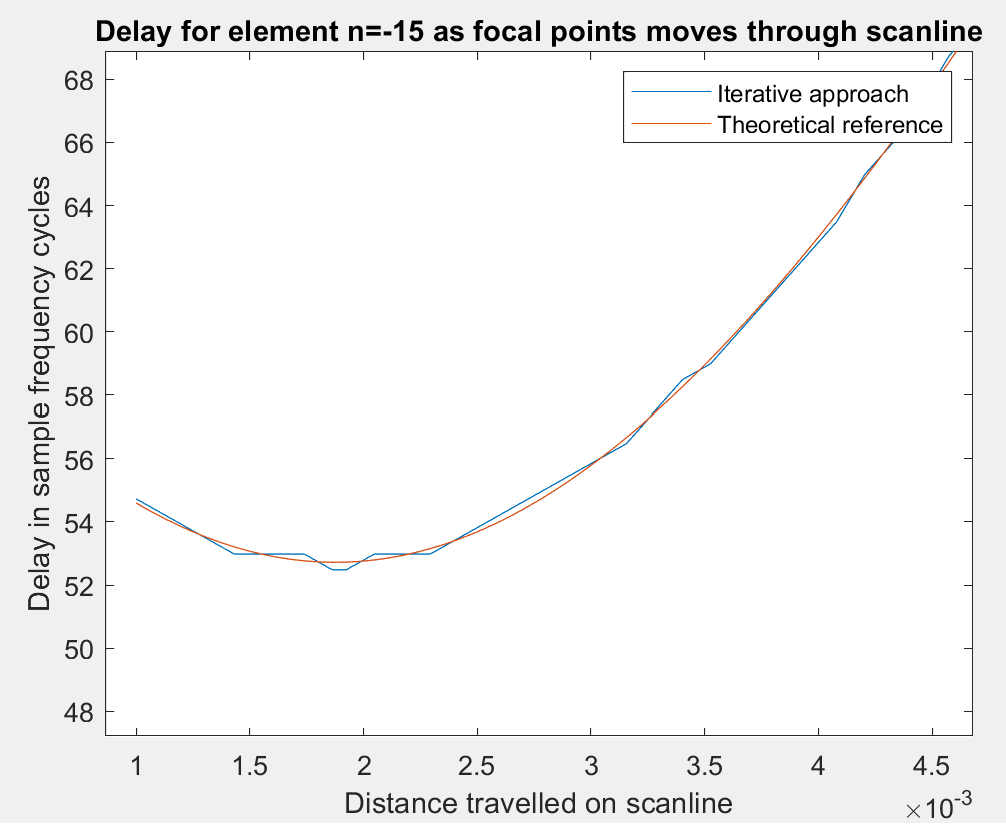 Delay for element n=-15 as focal points moves through scanline
Iterative approach
Theoretical reference
Delay in sample frequency cycles
68
66
64
62
60
58
56
54
52
50
48
1 1.5 2 2.5 3 3.5 4 4.5
Distance travelled on scanline
×10⁻³